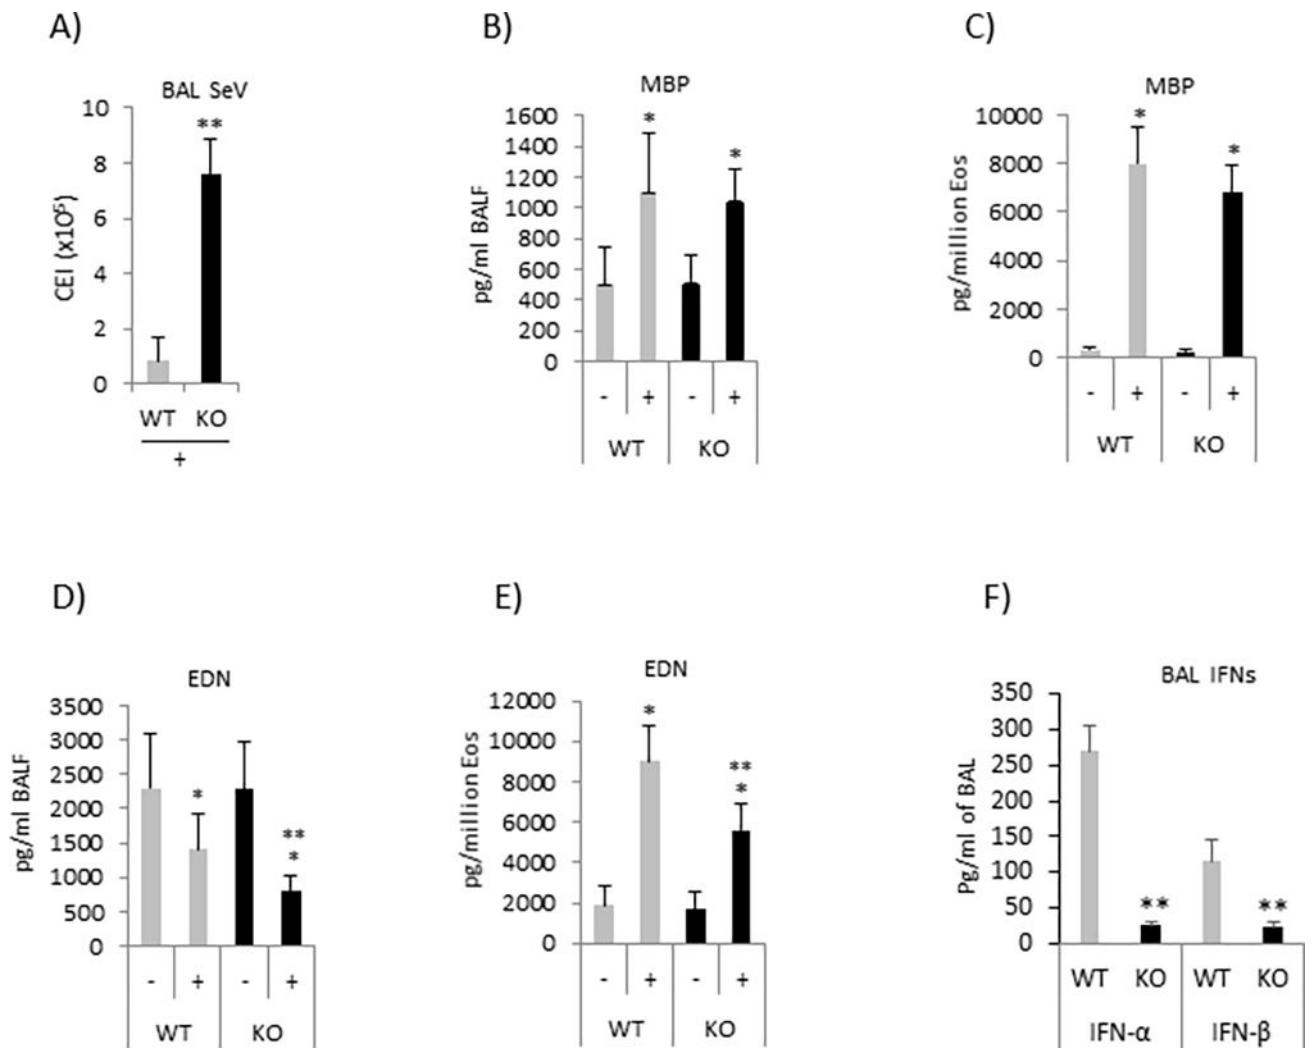 A)
BAL SeV
**
CEI (x10⁵)
10
8
6
4
2
0
WT KO
+
B)
MBP
pg/ml BALF
1600
1400
1200
1000
800
600
400
200
0
* *
- + - +
WT KO
C)
MBP
pg/million Eos
10000
8000
6000
4000
2000
0
* *
- + - +
WT KO
D)
EDN
pg/ml BALF
3500
3000
2500
2000
1500
1000
500
0
*
**
*
- + - +
WT KO
E)
EDN
pg/million Eos
12000
10000
8000
6000
4000
2000
0
*
**
*
- + - +
WT KO
F)
BAL IFNs
Pg/ml of BAL
350
300
250
200
150
100
50
0
** **
WT KO WT KO
IFN-α IFN-β